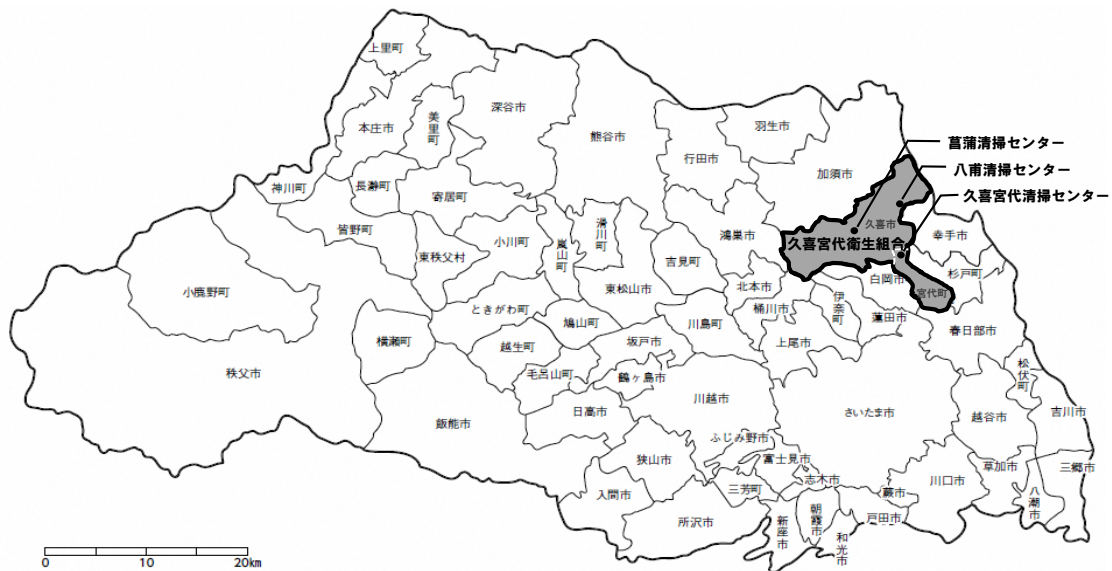 上里町
深谷市
本庄市
美里町
熊谷市
羽生市
行田市
加須市
菖蒲清掃センター
八甫清掃センター
久喜宮代清掃センター
神川町
長瀞町
寄居町
皆野町
東秩父村
小川町
嵐山町
滑川町
吉見町
鴻巣市
久喜市
久喜宮代衛生組合
幸手市
杉戸町
白岡市
宮代町
小鹿野町
ときがわ町
東松山市
北本市
桶川市
伊奈町
蓮田市
春日部市
横瀬町
越生町
鳩山町
坂戸市
川島町
上尾市
秩父市
毛呂山町
鶴ヶ島市
川越市
松伏町
飯能市
日高市
さいたま市
越谷市
吉川市
ふじみ野市
狭山市
富士見市
入間市
三芳町
志木市
蕨市
川口市
草加市
三郷市
八潮市
所沢市
新座市
朝霞市
和光市
戸田市
0 10 20km